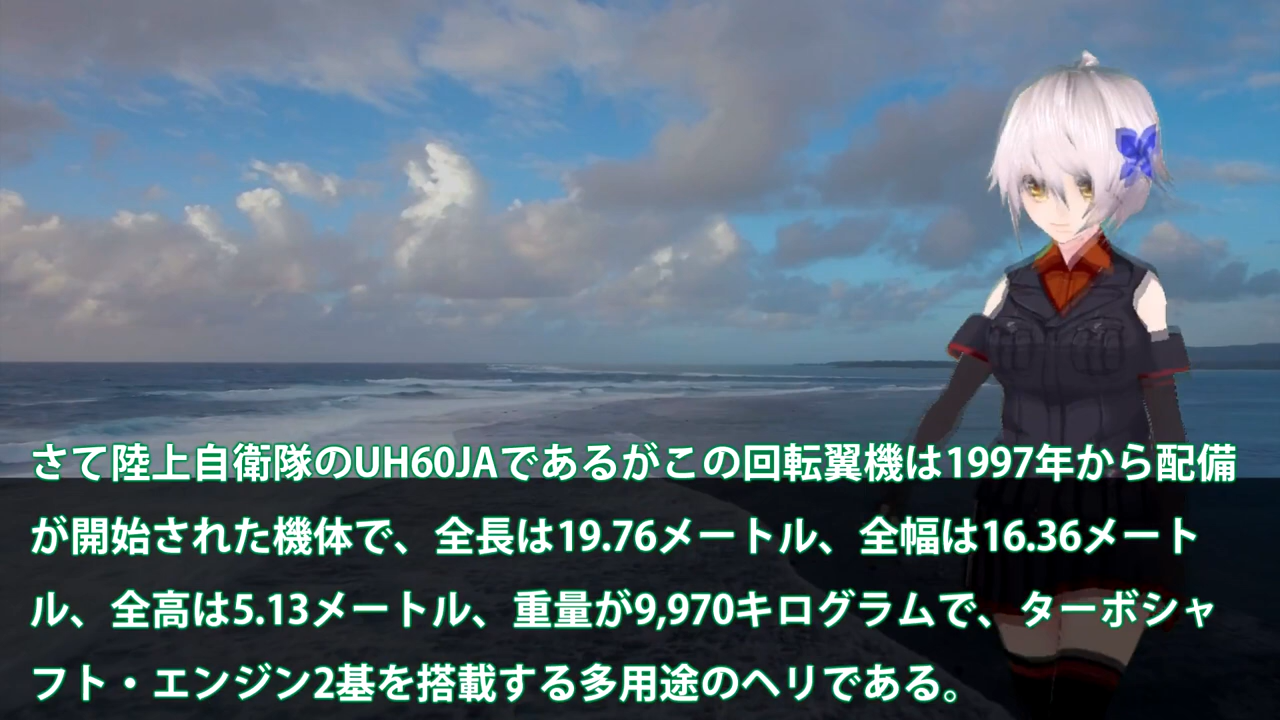 さて陸上自衛隊のUH60JAであるがこの回転翼機は1997年から配備
が開始された機体で、全長は19.76メートル、全幅は16.36メート
ル、全高は5.13メートル、重量が9,970キログラムで、ターボシャ
フト・エンジン2基を搭載する多用途のヘリである。